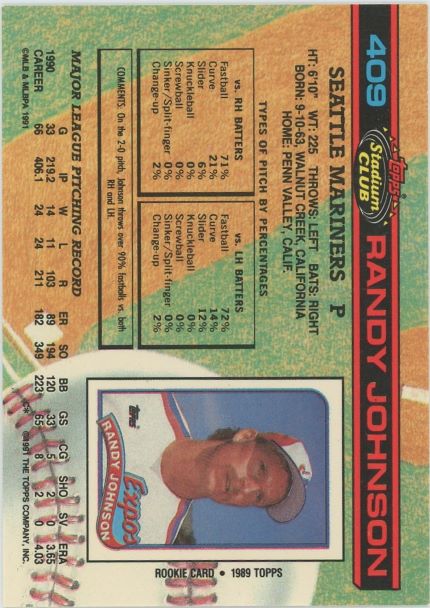 409
Topps
Stadium
CLUB
RANDY JOHNSON
SEATTLE MARINERS P
HT: 6'10" WT: 225 THROWS: LEFT BATS: RIGHT
BORN: 9-10-63, WALNUT CREEK, CALIFORNIA
HOME: PENN VALLEY, CALIF.
TYPES OF PITCH BY PERCENTAGES
vs. RH BATTERS
Fastball 71%
Curve 21%
Slider 6%
Knuckleball 0%
Screwball 0%
Sinker/Split-finger 0%
Change-up 2%
vs. LH BATTERS
Fastball 72%
Curve 14%
Slider 12%
Knuckleball 0%
Screwball 0%
Sinker/Split-finger 0%
Change-up 2%
COMMENTS: On the 2-0 pitch, Johnson throws over 90% fastballs vs. both
RH and LH.
Topps
Expos
RANDY JOHNSON
ROOKIE CARD • 1989 TOPPS
MAJOR LEAGUE PITCHING RECORD
G IP W L R ER SO BB GS CG SHO SV ERA
1990 33 219.2 14 11 103 89 194 120 33 5 2 0 3.65
CAREER 66 406.1 24 24 211 182 349 223 65 8 2 0 4.03
©MLB & MLBPA 1991
C* ©1991 THE TOPPS COMPANY, INC.